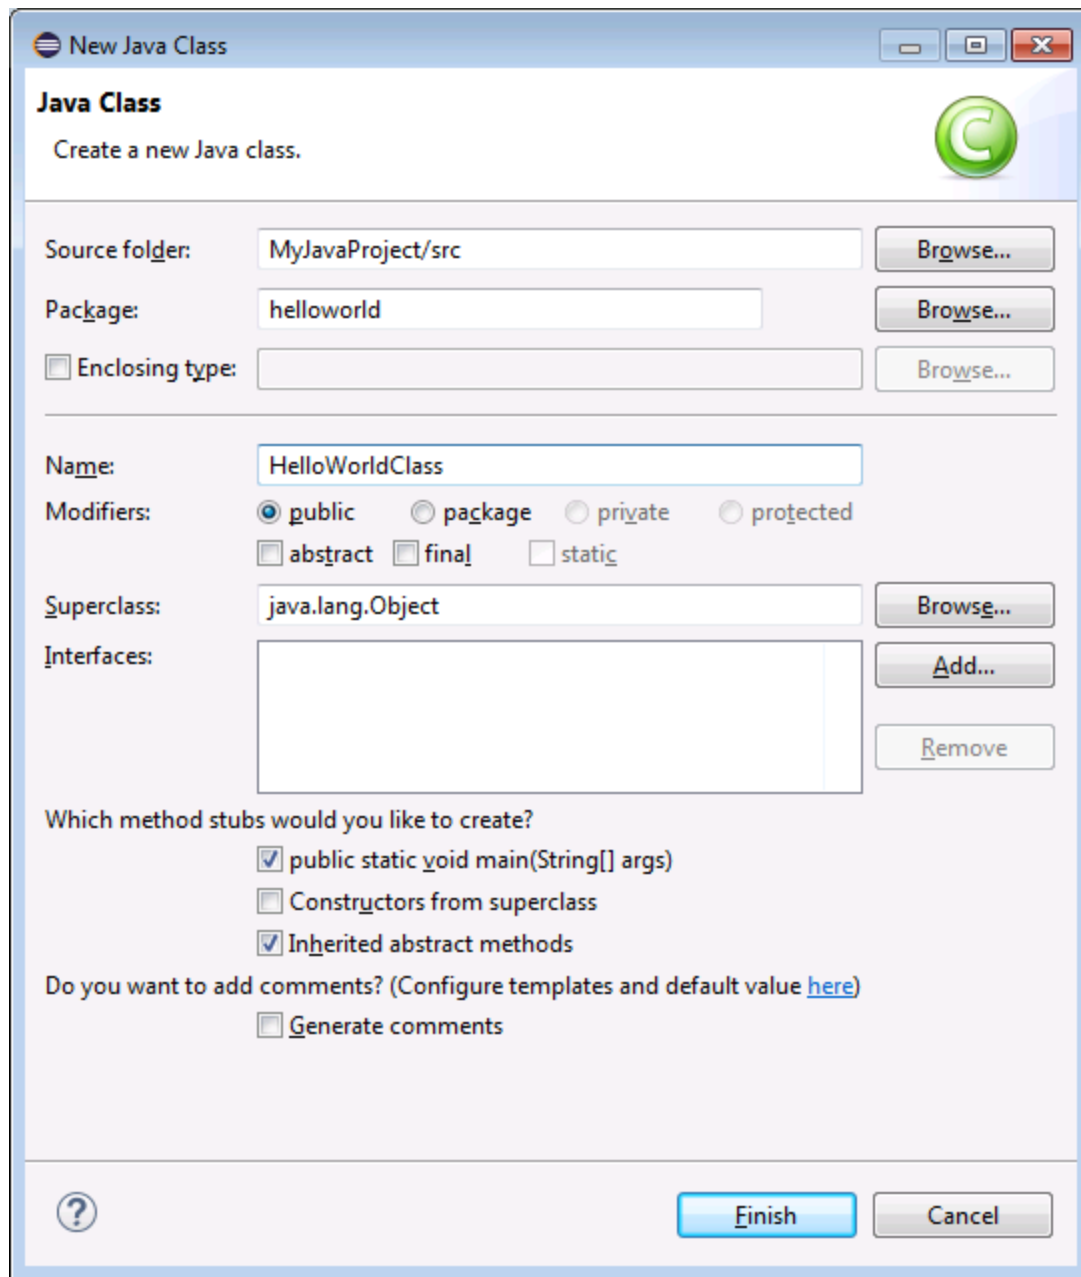 New Java Class
Java Class
Create a new Java class.
Source folder: MyJavaProject/src Browse...
Package: helloworld Browse...
Enclosing type: Browse...
Name: HelloWorldClass
Modifiers: public package private protected
abstract final static
Superclass: java.lang.Object Browse...
Interfaces: Add...
Remove
Which method stubs would you like to create?
public static void main(String[] args)
Constructors from superclass
Inherited abstract methods
Do you want to add comments? (Configure templates and default value here)
Generate comments
? Finish Cancel